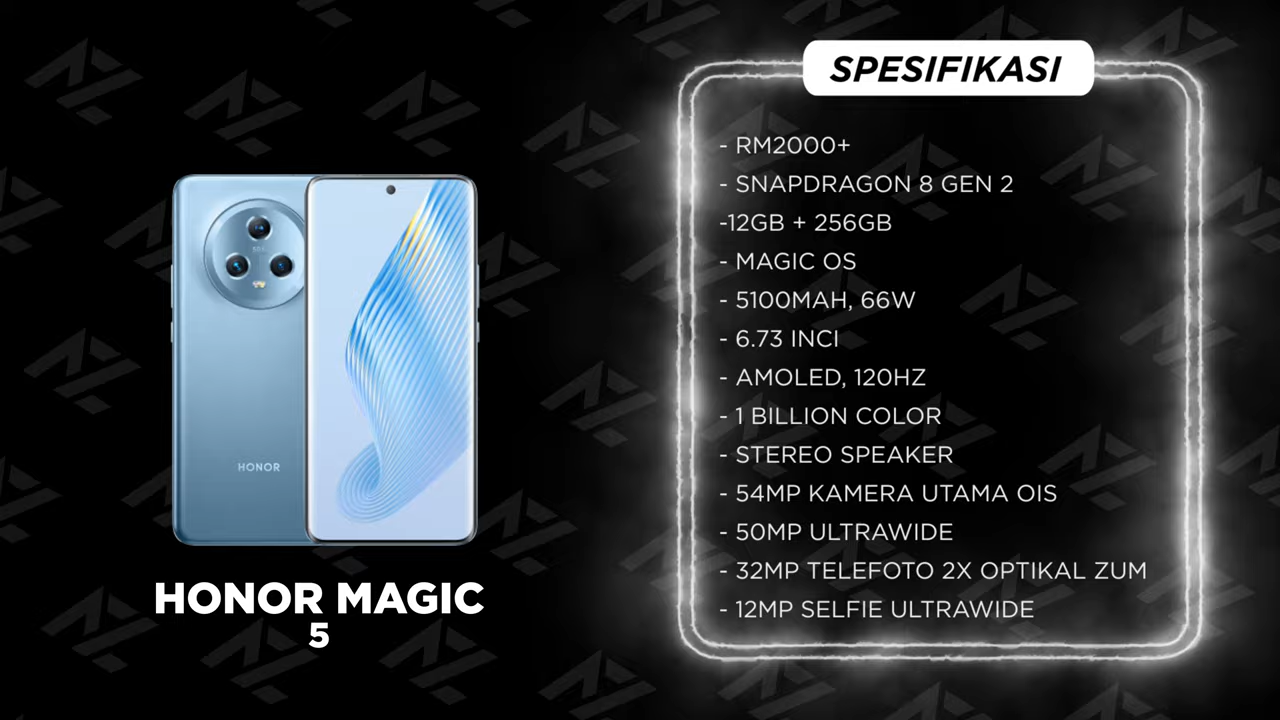 SPESIFIKASI
- RM2000+
- SNAPDRAGON 8 GEN 2
-12GB + 256GB
- MAGIC OS
- 5100MAH, 66W
- 6.73 INCI
- AMOLED, 120HZ
- 1 BILLION COLOR
- STEREO SPEAKER
- 54MP KAMERA UTAMA OIS
- 50MP ULTRAWIDE
- 32MP TELEFOTO 2X OPTIKAL ZUM
- 12MP SELFIE ULTRAWIDE
HONOR
HONOR MAGIC
5